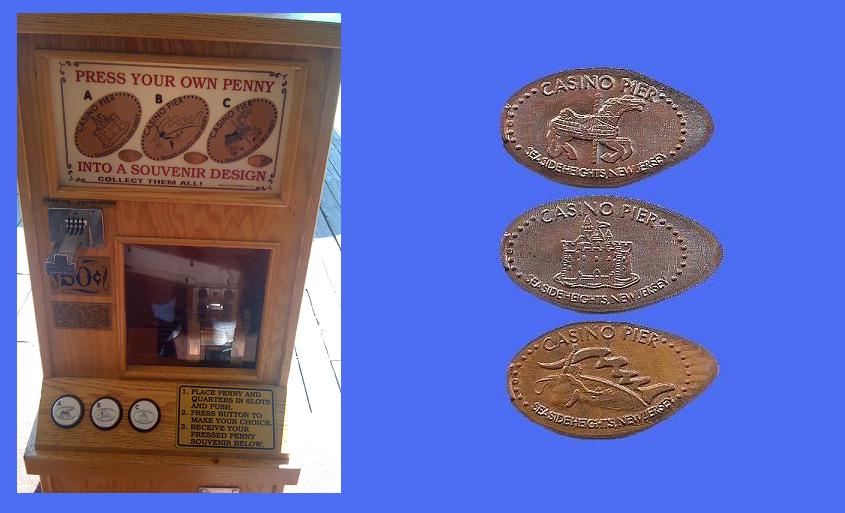 PRESS YOUR OWN PENNY
A B C
CASINO PIER
CASINO PIER
CASINO PIER
INTO A SOUVENIR DESIGN
COLLECT THEM ALL!
50¢
A B C
1. PLACE PENNY AND
QUARTERS IN SLOTS
AND PUSH.
2. PRESS BUTTON TO
MAKE YOUR CHOICE.
3. RECEIVE YOUR
PRESSED PENNY
SOUVENIR BELOW.
CASINO PIER
SEASIDE HEIGHTS, NEW JERSEY
CASINO PIER
SEASIDE HEIGHTS, NEW JERSEY
CASINO PIER
SEASIDE HEIGHTS, NEW JERSEY